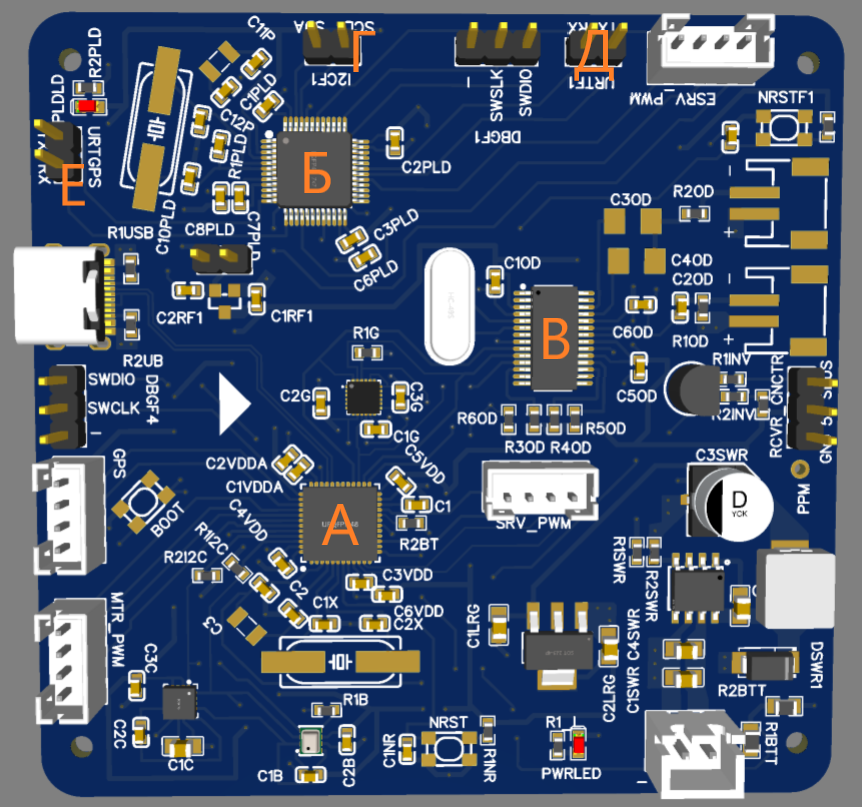 C11P
SDA
SCL
Г
I2CF1
SWSLK
SWDIO
DBGF1
TX
RX
Д
URTF1
ESRV_PWM
NRSTF1
R2PLD
PLDLD
C1PLD
C12P
R1PLD
TX
RX
URTGPS
Е
Б
C2PLD
C10PLD
C7PLD
C8PLD
C3PLD
C6PLD
C3OD
R2OD
-
+
R1USB
C2RF1
C1RF1
C1OD
C4OD
C2OD
C6OD
R1OD
-
+
В
R2UB
R1G
C2G
C3G
C1G
SWDIO
SWCLK
-
DBGF4
C5OD
R1INV
R2INV
R6OD
R3OD
R4OD
R5OD
RCVR_CNCTR
GND
5
PPM
GPS
BOOT
C2VDDA
C1VDDA
C5VDD
C1
R2BT
А
C4VDD
SRV_PWM
C3SWR
D
YCK
R1I2C
R2I2C
C2
C3VDD
C6VDD
C1X
C2X
C3
R1SWR
R2SWR
MTR_PWM
C3C
C2C
C1C
C1LRG
C2LRG
C1SWR
C4SWR
DSWR1
R2BTT
R1BTT
R1B
C1B
C2B
C1NR
NRST
R1NR
R1
PWRLED
-